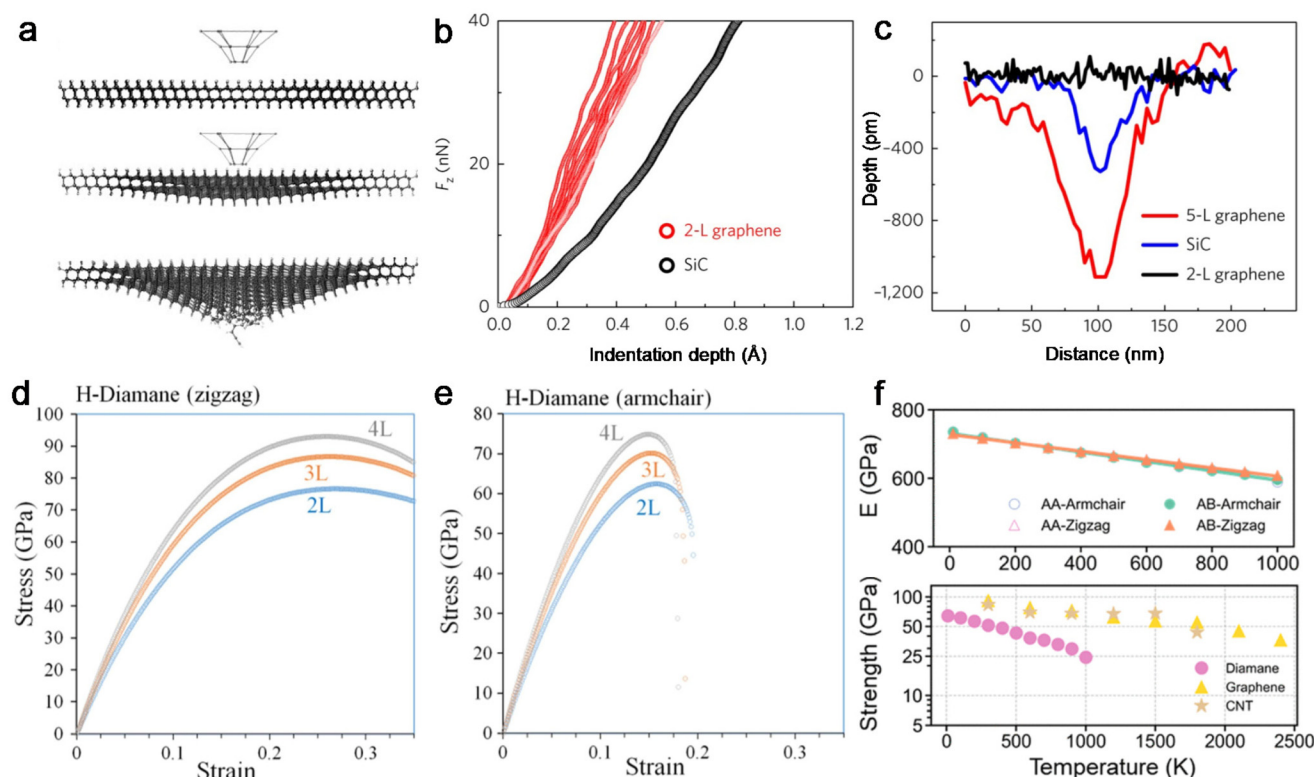 a
b
40
20
0
F_z (nN)
2-L graphene
SiC
0.0 0.2 0.4 0.6 0.8 1.0 1.2
Indentation depth (Å)
c
0
-400
-800
-1,200
Depth (pm)
5-L graphene
SiC
2-L graphene
0 50 100 150 200
Distance (nm)
d
H-Diamane (zigzag)
100
90
80
70
60
50
40
30
20
10
0
Stress (GPa)
4L
3L
2L
0 0.1 0.2 0.3
Strain
e
H-Diamane (armchair)
80
70
60
50
40
30
20
10
0
Stress (GPa)
4L
3L
2L
0 0.1 0.2 0.3
Strain
f
800
600
400
E (GPa)
AA-Armchair AB-Armchair
AA-Zigzag AB-Zigzag
0 200 400 600 800 1000
100
50
25
10
5
Strength (GPa)
Diamane
Graphene
CNT
0 500 1000 1500 2000 2500
Temperature (K)